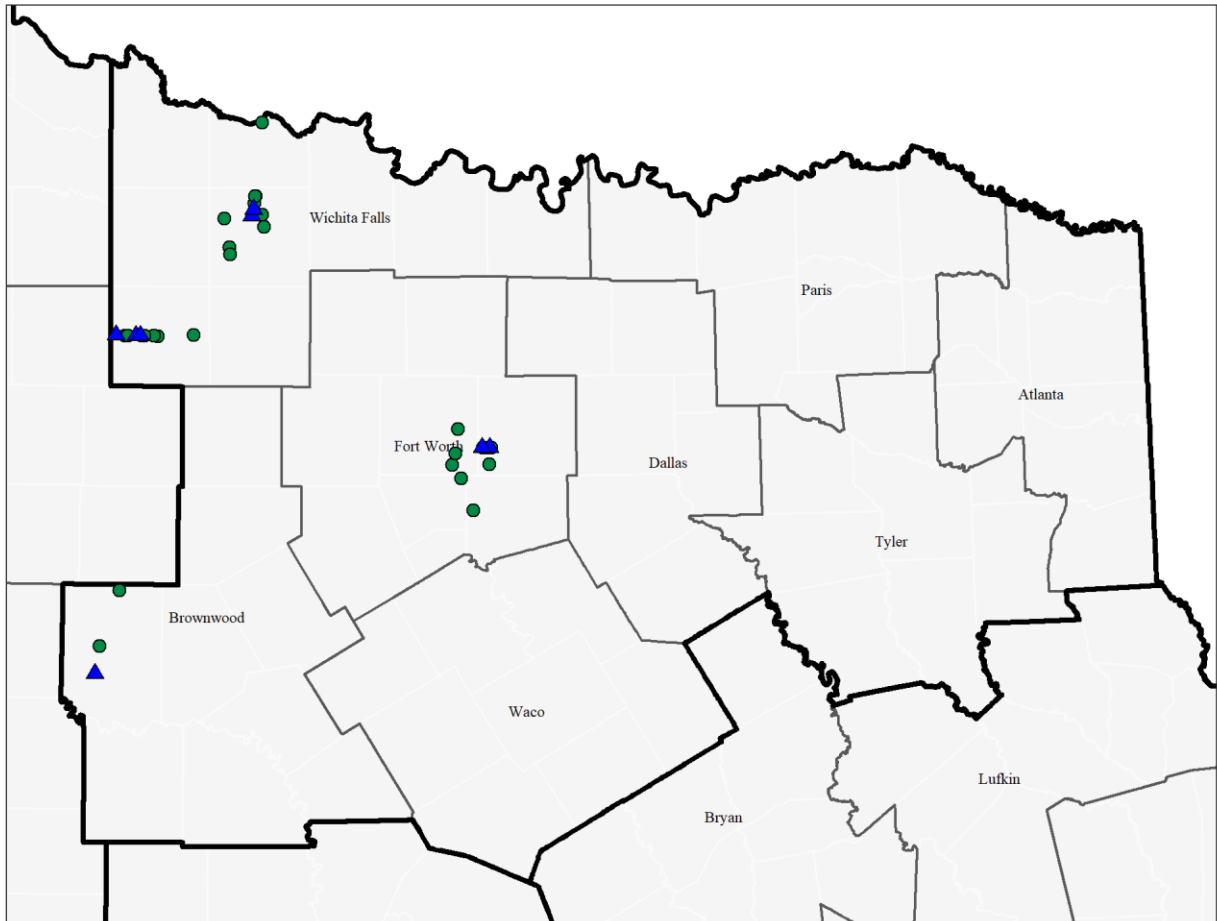 Wichita Falls
Paris
Atlanta
Fort Worth
Dallas
Tyler
Brownwood
Waco
Lufkin
Bryan